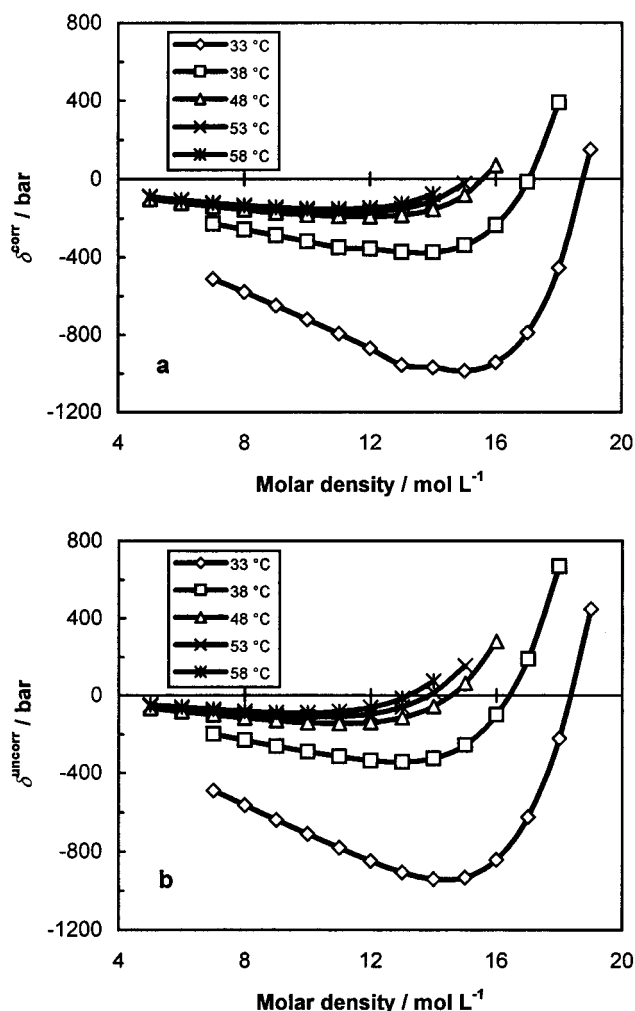 800
400
0
-400
-800
-1200
δcorr / bar
33 °C
38 °C
48 °C
53 °C
58 °C
a
4
8
12
16
20
Molar density / mol L-1
800
400
0
-400
-800
-1200
δuncorr / bar
33 °C
38 °C
48 °C
53 °C
58 °C
b
4
8
12
16
20
Molar density / mol L-1